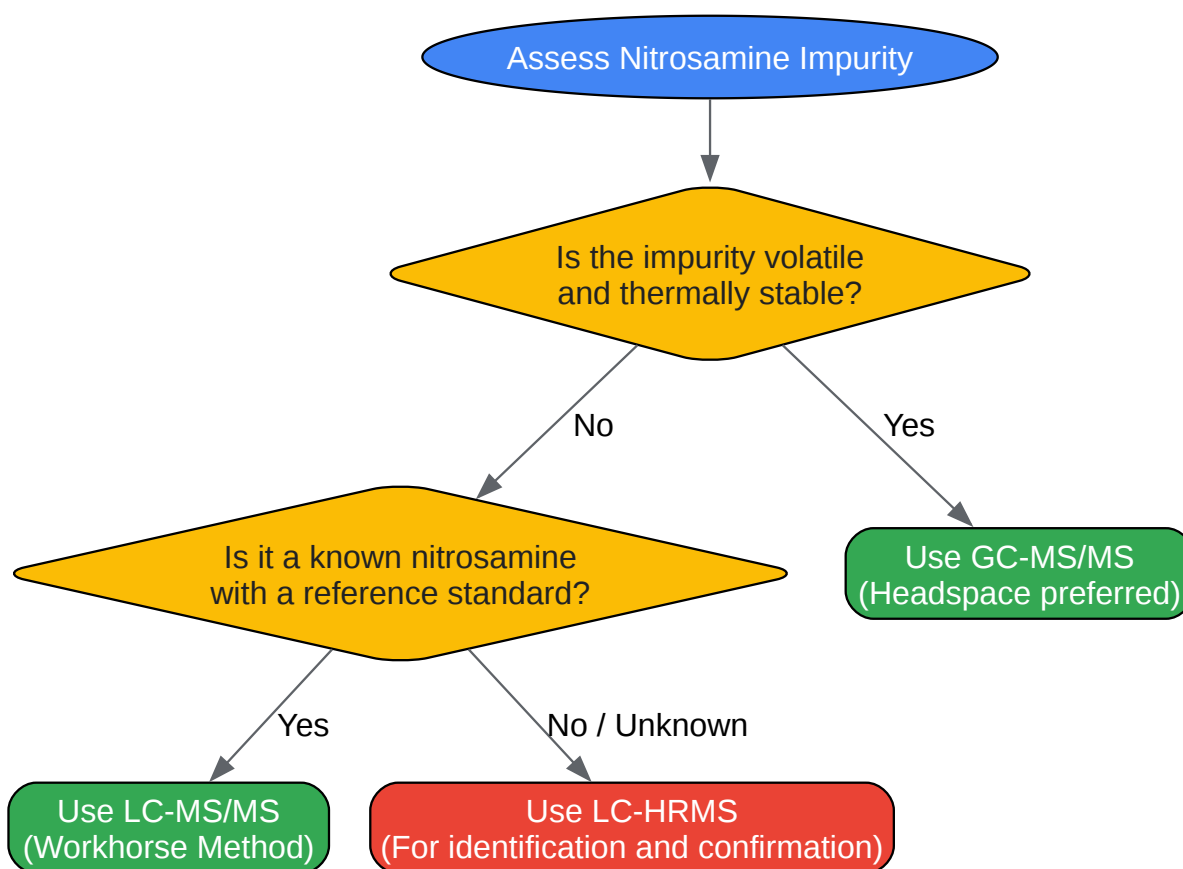 Assess Nitrosamine Impurity
Is the impurity volatile
and thermally stable?
No
Yes
Is it a known nitrosamine
with a reference standard?
Use GC-MS/MS
(Headspace preferred)
Yes
No / Unknown
Use LC-MS/MS
(Workhorse Method)
Use LC-HRMS
(For identification and confirmation)